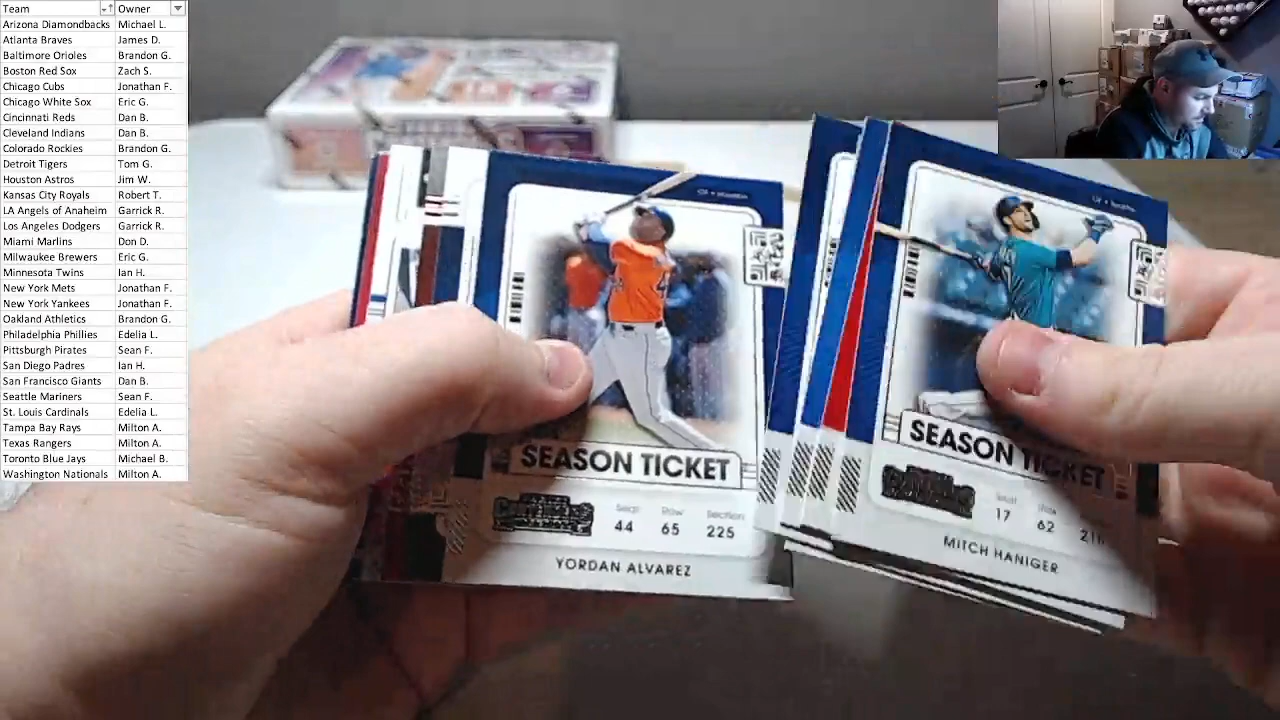 Team Owner
Arizona Diamondbacks Michael L.
Atlanta Braves James D.
Baltimore Orioles Brandon G.
Boston Red Sox Zach S.
Chicago Cubs Jonathan F.
Chicago White Sox Eric G.
Cincinnati Reds Dan B.
Cleveland Indians Dan B.
Colorado Rockies Brandon G.
Detroit Tigers Tom G.
Houston Astros Jim W.
Kansas City Royals Robert T.
LA Angels of Anaheim Garrick R.
Los Angeles Dodgers Garrick R.
Miami Marlins Don D.
Milwaukee Brewers Eric G.
Minnesota Twins Ian H.
New York Mets Jonathan F.
New York Yankees Jonathan F.
Oakland Athletics Brandon G.
Philadelphia Phillies Edelia L.
Pittsburgh Pirates Sean F.
San Diego Padres Ian H.
San Francisco Giants Dan B.
Seattle Mariners Sean F.
St. Louis Cardinals Edelia L.
Tampa Bay Rays Milton A.
Texas Rangers Milton A.
Toronto Blue Jays Michael B.
Washington Nationals Milton A.
SEASON TICKET
Seat Row Section
44 65 225
YORDAN ALVAREZ
SEASON TICKET
Seat Row
17 62
MITCH HANIGER